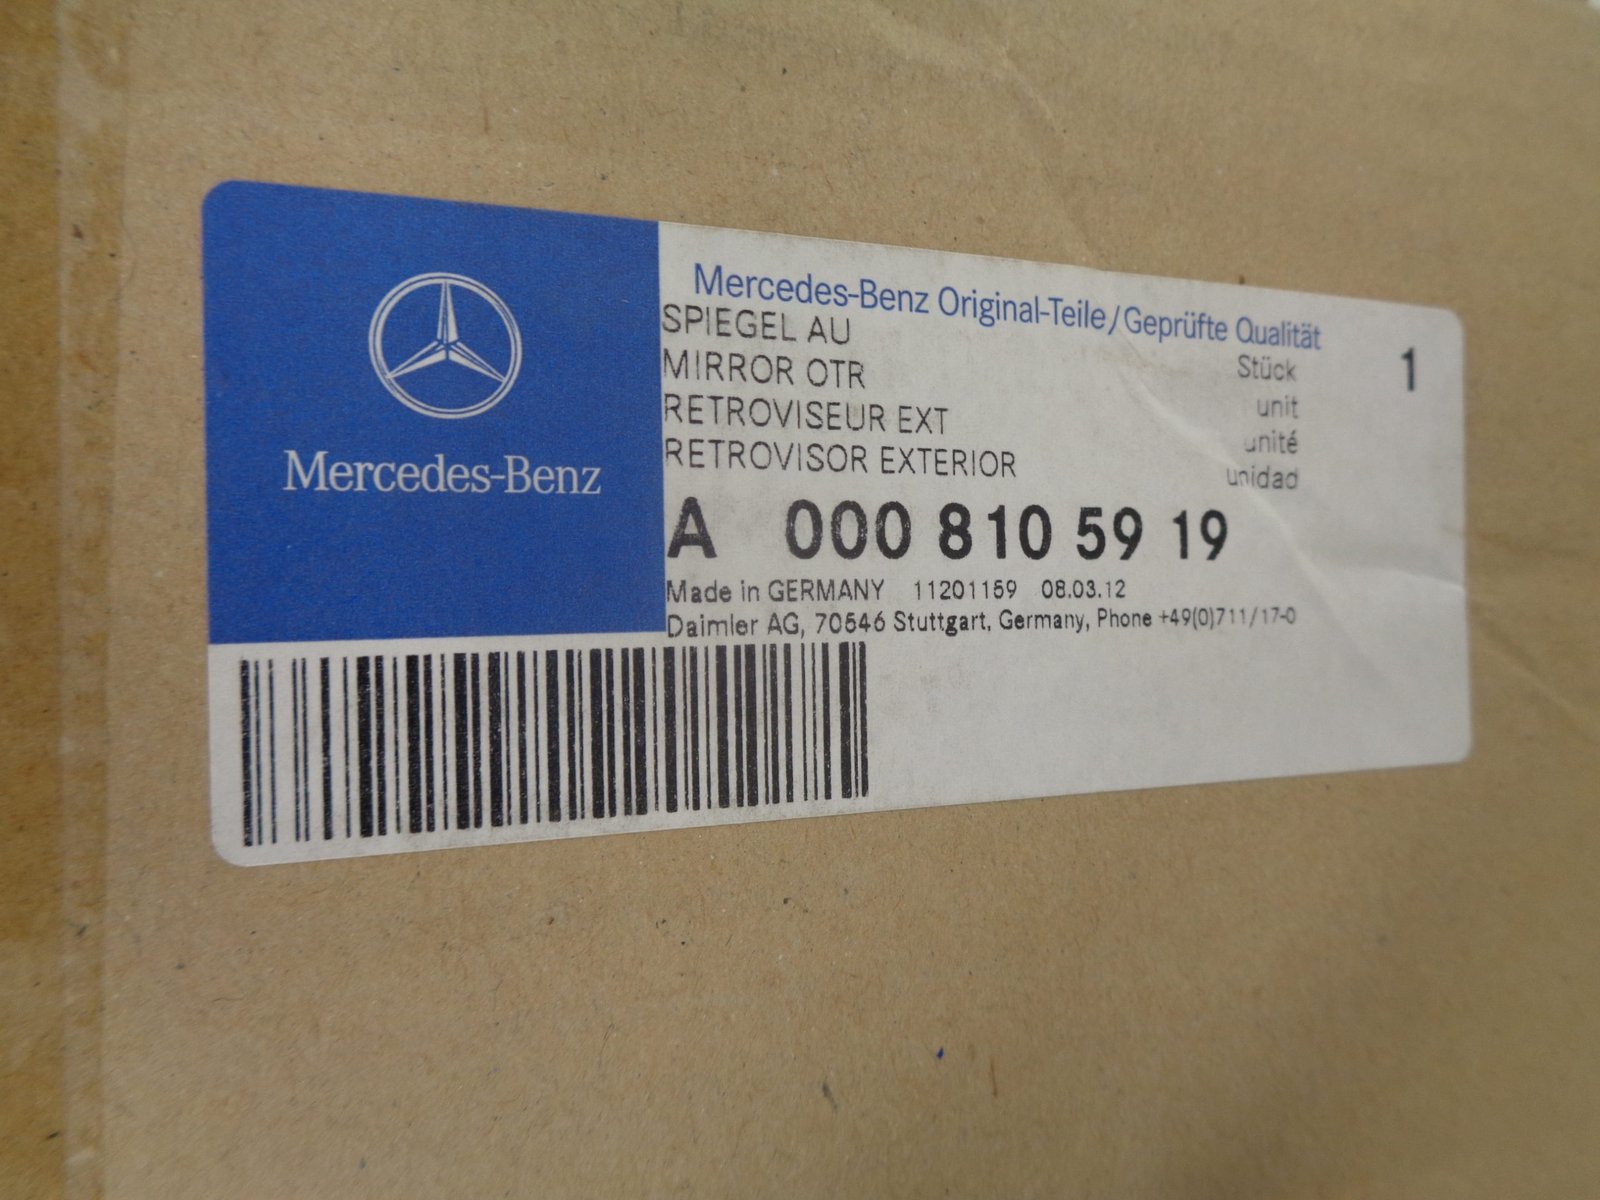 Mercedes-Benz
Mercedes-Benz Original-Teile/Geprüfte Qualität
SPIEGEL AU
MIRROR OTR
RETROVISEUR EXT
RETROVISOR EXTERIOR
Stück 1
unit
unité
unidad
A 000 810 59 19
Made in GERMANY 11201159 08.03.12
Daimler AG, 70546 Stuttgart, Germany, Phone +49(0)711/17-0